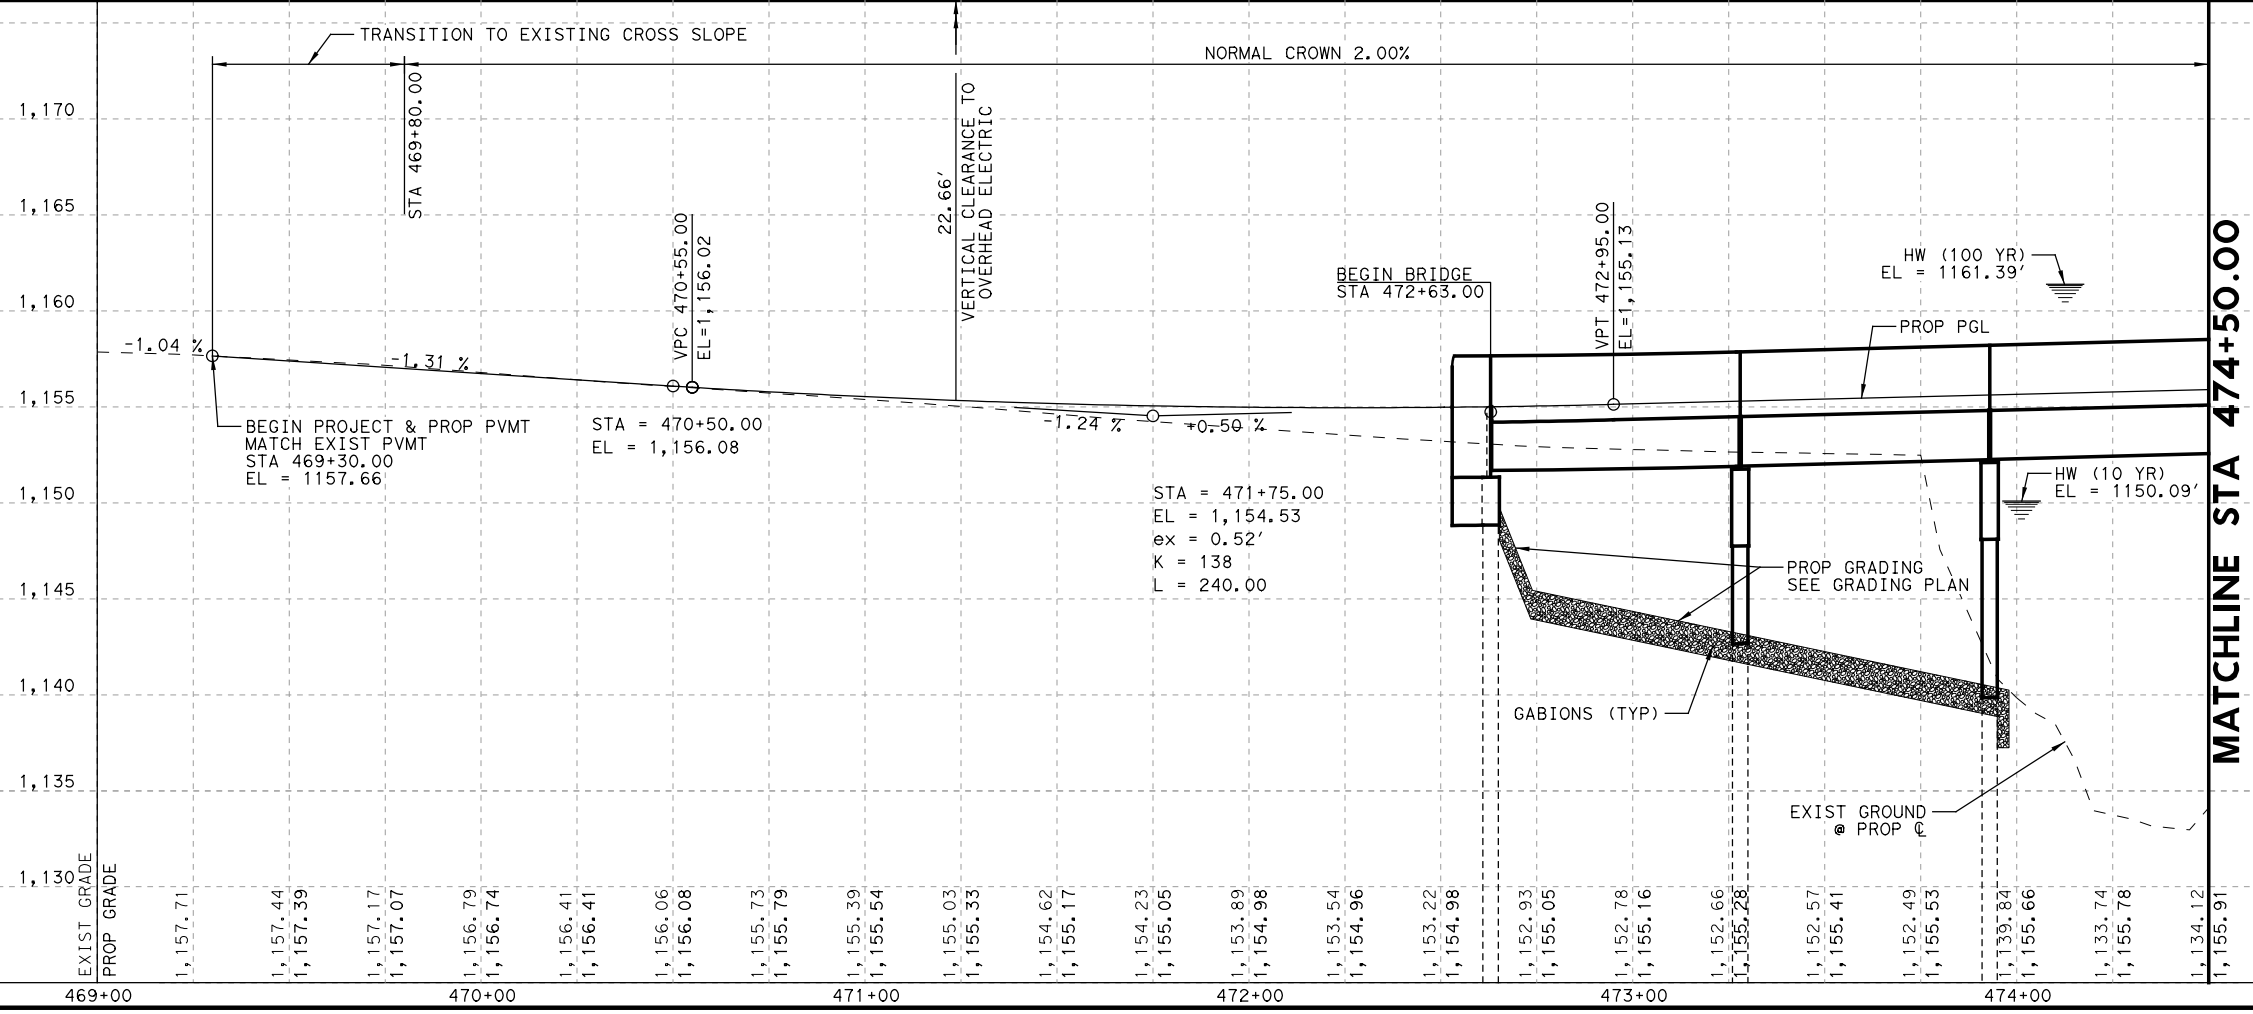 TRANSITION TO EXISTING CROSS SLOPE
NORMAL CROWN 2.00%
STA 469+80.00
1,170
1,165
1,160
1,155
1,150
1,145
1,140
1,135
1,130
22.66'
VERTICAL CLEARANCE TO
OVERHEAD ELECTRIC
VPC 470+55.00
EL=1,156.02
VPT 472+95.00
EL=1,155.13
BEGIN BRIDGE
STA 472+63.00
HW (100 YR)
EL = 1161.39'
PROP PGL
-1.04 %
-1.31 %
BEGIN PROJECT & PROP PVMT
MATCH EXIST PVMT
STA 469+30.00
EL = 1157.66
STA = 470+50.00
EL = 1,156.08
-1.24 %
+0.50 %
STA = 471+75.00
EL = 1,154.53
ex = 0.52'
K = 138
L = 240.00
HW (10 YR)
EL = 1150.09'
PROP GRADING
SEE GRADING PLAN
GABIONS (TYP)
EXIST GROUND
@ PROP ℄
MATCHLINE STA 474+50.00
EXIST GRADE
PROP GRADE
1,157.71
1,157.44
1,157.39
1,157.17
1,157.07
1,156.79
1,156.74
1,156.41
1,156.41
1,156.06
1,156.08
1,155.73
1,155.79
1,155.39
1,155.54
1,155.03
1,155.33
1,154.62
1,155.17
1,154.23
1,155.05
1,153.89
1,154.98
1,153.54
1,154.96
1,153.22
1,154.98
1,152.93
1,155.05
1,152.78
1,155.16
1,152.66
1,155.28
1,152.57
1,155.41
1,152.49
1,155.53
1,139.84
1,155.66
1,133.74
1,155.78
1,134.12
1,155.91
469+00
470+00
471+00
472+00
473+00
474+00